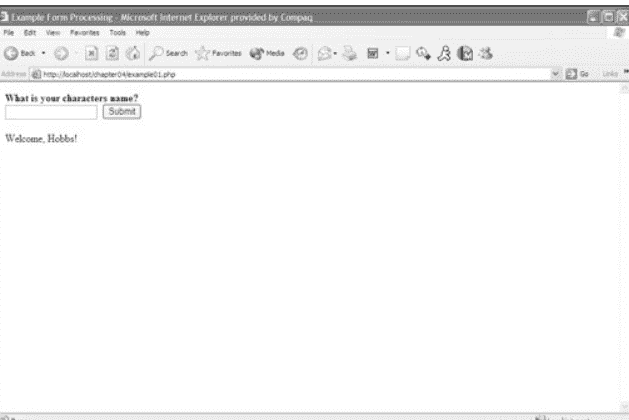 Example Form Processing - Microsoft Internet Explorer provided by Compaq
File Edit View Favorites Tools Help
Back Search Favorites Media
Address http://localhost/chapter04/example01.php Go Links
What is your characters name?
Submit
Welcome, Hobbs!